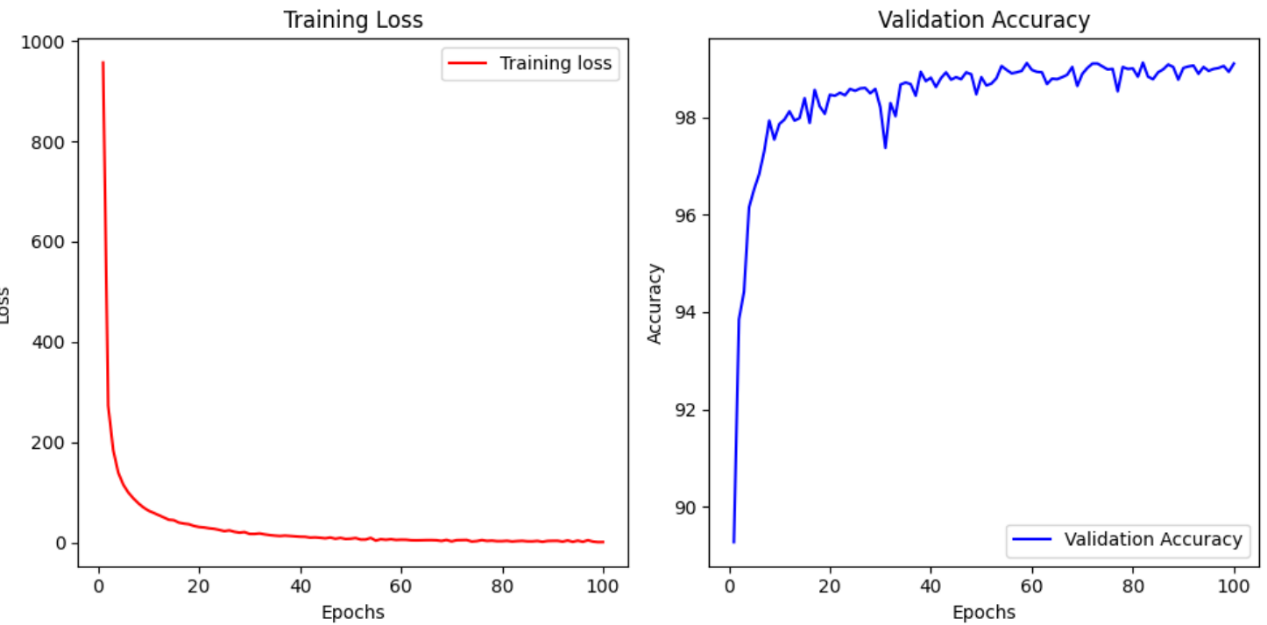 Training Loss
Training loss
1000
800
600
400
200
0
Loss
0 20 40 60 80 100
Epochs
Validation Accuracy
98
96
94
92
90
Accuracy
Validation Accuracy
0 20 40 60 80 100
Epochs